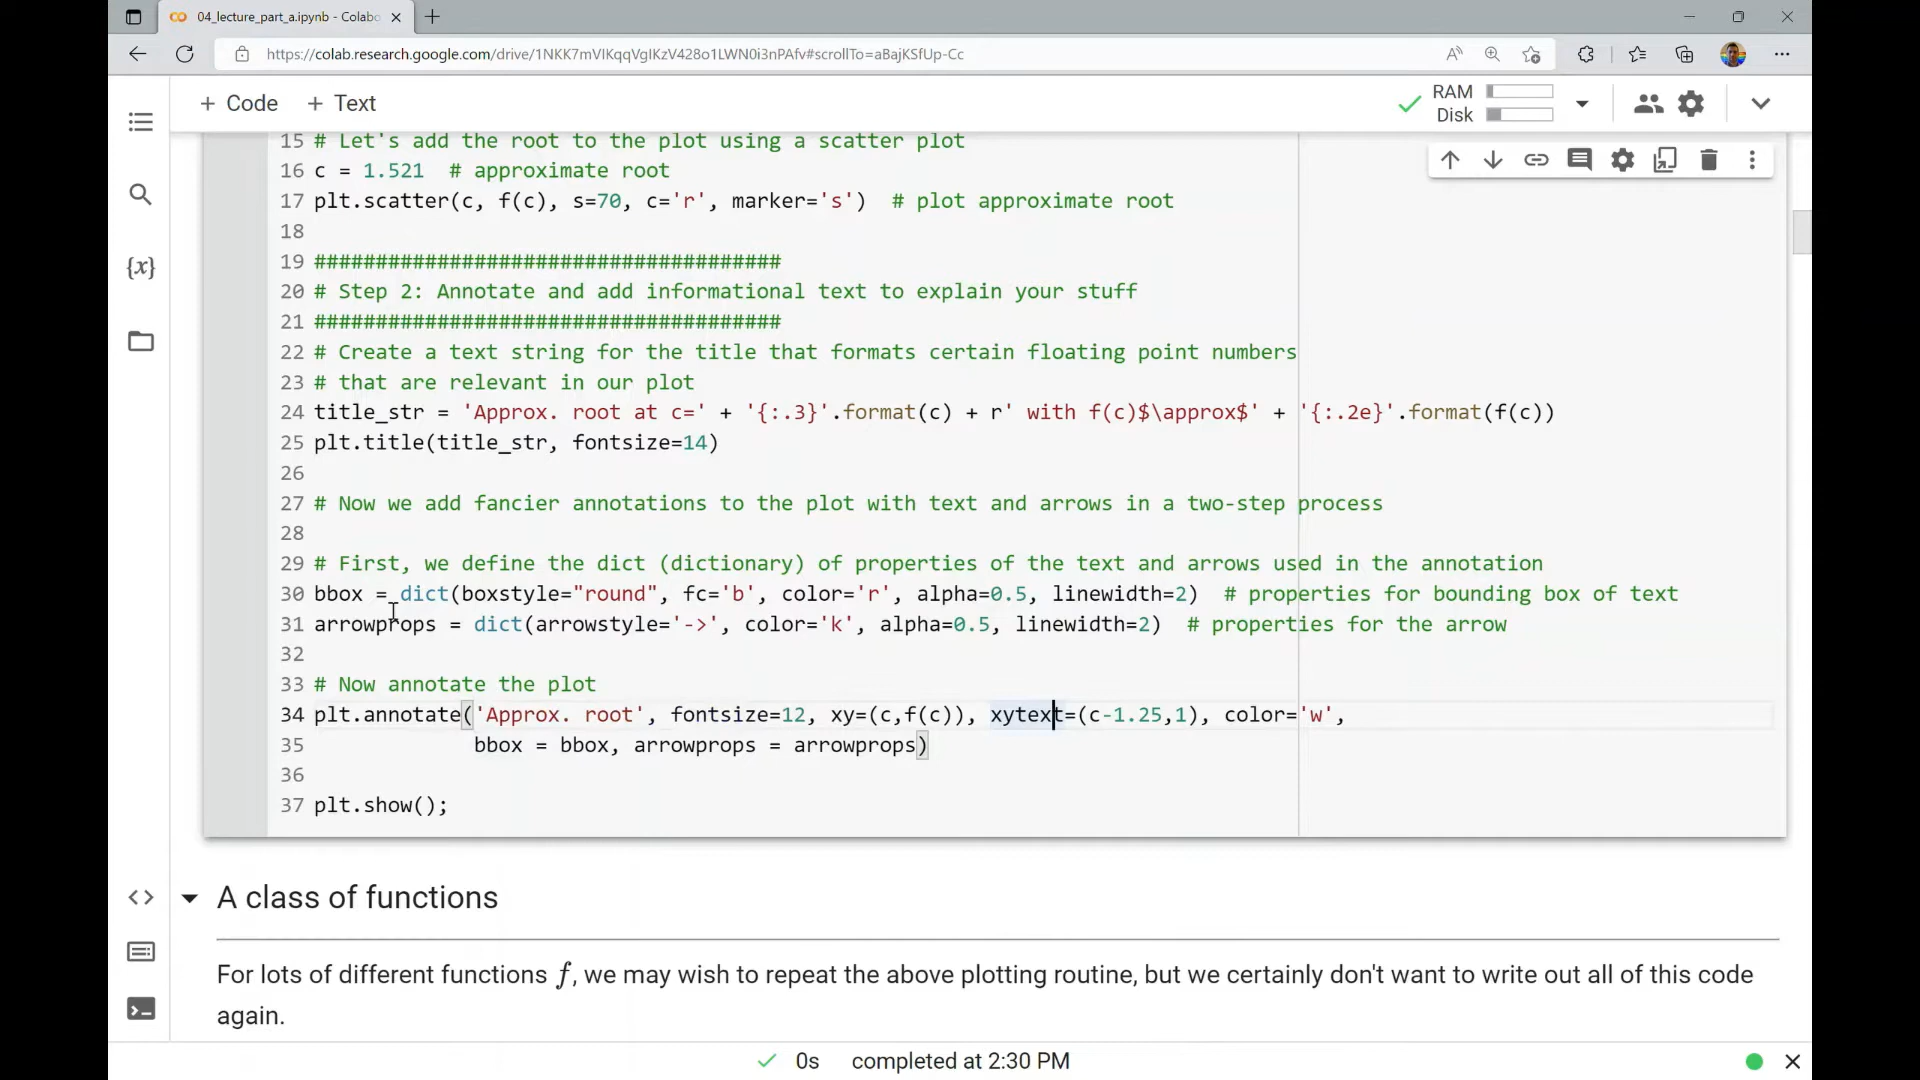 04_lecture_part_a.ipynb - Colabo
https://colab.research.google.com/drive/1NKK7mVIKqqVgIKzV428o1LWN0i3nPAfv#scrollTo=aBajKSfUp-Cc
+ Code + Text
RAM
Disk
15 # Let's add the root to the plot using a scatter plot
16 c = 1.521  # approximate root
17 plt.scatter(c, f(c), s=70, c='r', marker='s')  # plot approximate root
18
19 ######################################
20 # Step 2: Annotate and add informational text to explain your stuff
21 ######################################
22 # Create a text string for the title that formats certain floating point numbers
23 # that are relevant in our plot
24 title_str = 'Approx. root at c=' + '{:.3}'.format(c) + r' with f(c)$\approx$' + '{:.2e}'.format(f(c))
25 plt.title(title_str, fontsize=14)
26
27 # Now we add fancier annotations to the plot with text and arrows in a two-step process
28
29 # First, we define the dict (dictionary) of properties of the text and arrows used in the annotation
30 bbox = dict(boxstyle="round", fc='b', color='r', alpha=0.5, linewidth=2)  # properties for bounding box of text
31 arrowprops = dict(arrowstyle='->', color='k', alpha=0.5, linewidth=2)  # properties for the arrow
32
33 # Now annotate the plot
34 plt.annotate('Approx. root', fontsize=12, xy=(c,f(c)), xytext=(c-1.25,1), color='w',
35              bbox = bbox, arrowprops = arrowprops)
36
37 plt.show();
{x}
A class of functions
For lots of different functions f, we may wish to repeat the above plotting routine, but we certainly don't want to write out all of this code
again.
0s completed at 2:30 PM